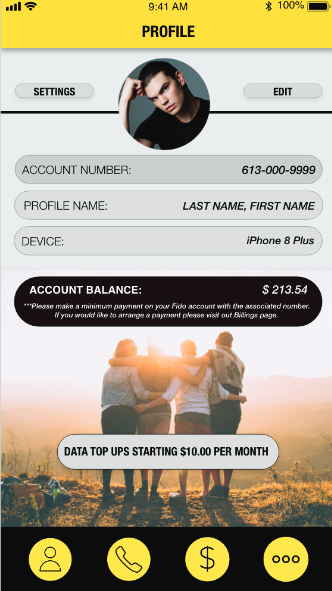 9:41 AM
100%
PROFILE
SETTINGS
EDIT
ACCOUNT NUMBER: 613-000-9999
PROFILE NAME: LAST NAME, FIRST NAME
DEVICE: iPhone 8 Plus
ACCOUNT BALANCE: $ 213.54
***Please make a minimum payment on your Fido account with the associated number.
If you would like to arrange a payment please visit out Billings page.
DATA TOP UPS STARTING $10.00 PER MONTH
$